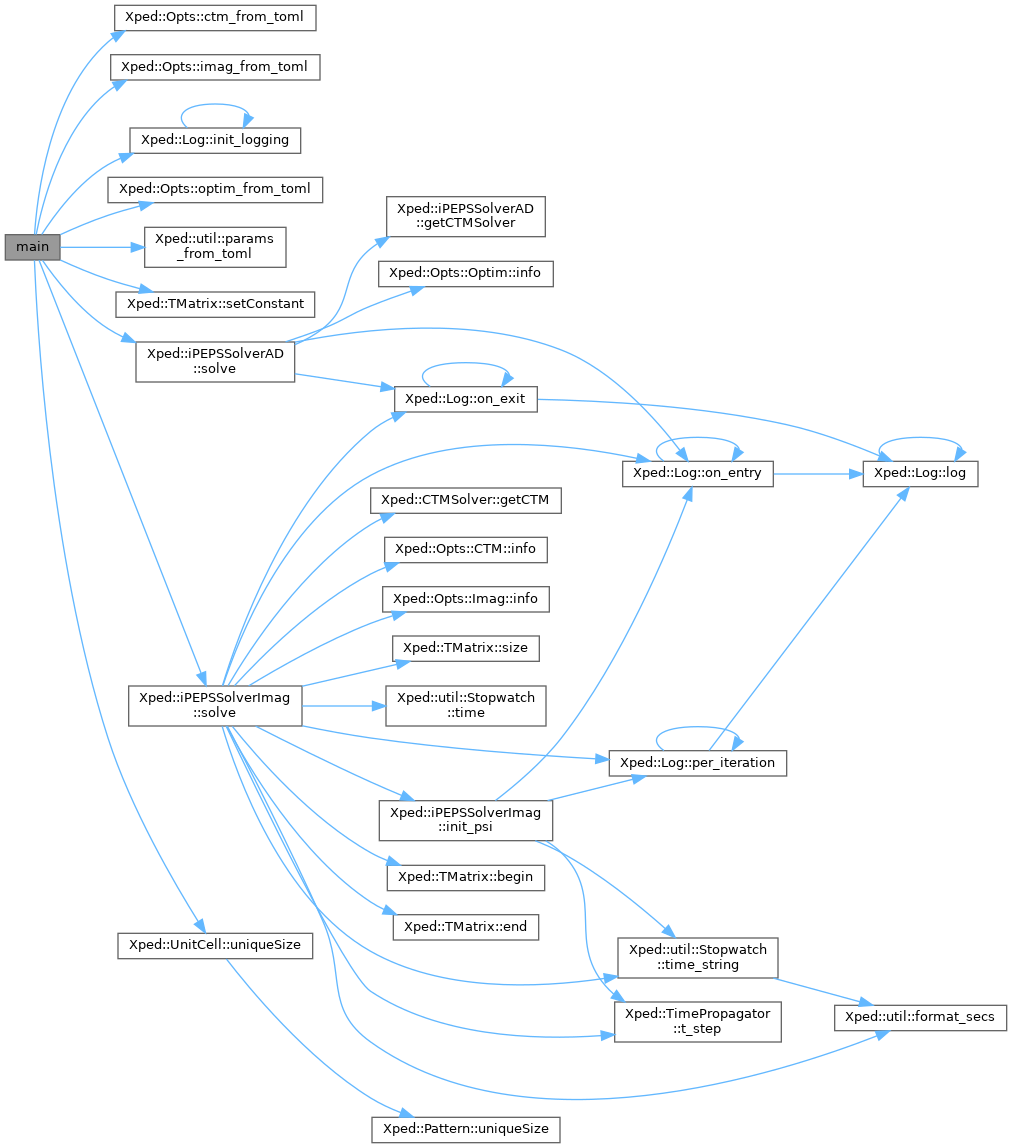 Xped::Opts::ctm_from_toml
Xped::Opts::imag_from_toml
Xped::Log::init_logging
Xped::Opts::optim_from_toml
main
Xped::util::params
_from_toml
Xped::TMatrix::setConstant
Xped::iPEPSSolverAD
::solve
Xped::iPEPSSolverAD
::getCTMSolver
Xped::Opts::Optim::info
Xped::Log::on_exit
Xped::Log::on_entry
Xped::Log::log
Xped::CTMSolver::getCTM
Xped::Opts::CTM::info
Xped::Opts::Imag::info
Xped::TMatrix::size
Xped::iPEPSSolverImag
::solve
Xped::util::Stopwatch
::time
Xped::Log::per_iteration
Xped::iPEPSSolverImag
::init_psi
Xped::TMatrix::begin
Xped::TMatrix::end
Xped::UnitCell::uniqueSize
Xped::util::Stopwatch
::time_string
Xped::TimePropagator
::t_step
Xped::util::format_secs
Xped::Pattern::uniqueSize